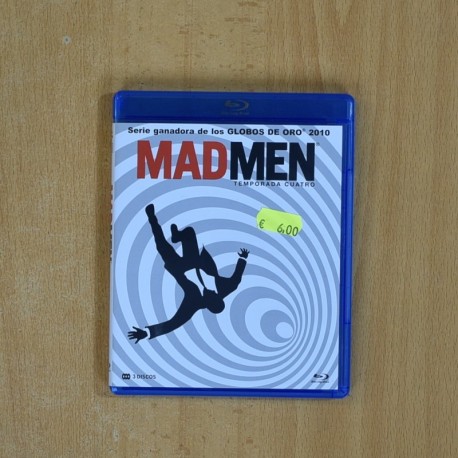 Serie ganadora de los GLOBOS DE ORO® 2010
MADMEN
TEMPORADA CUATRO
€ 6,00
3 DISCOS